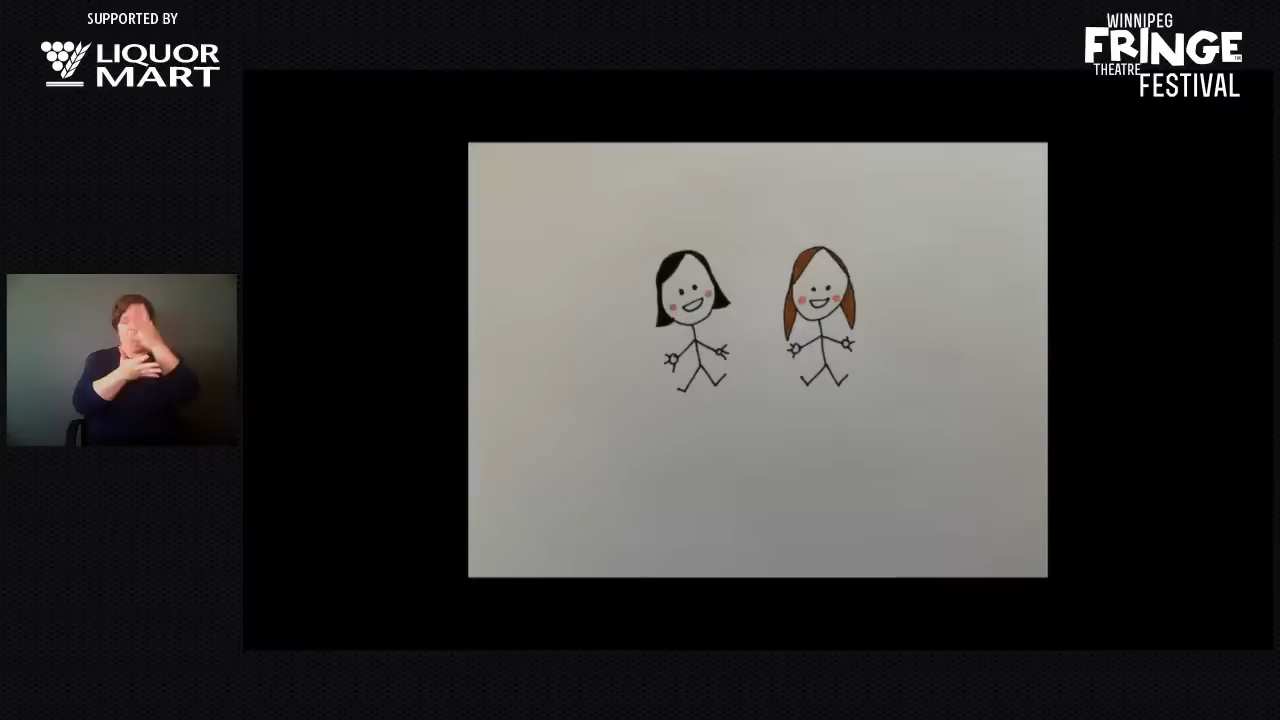 SUPPORTED BY
LIQUOR
MART
WINNIPEG
FRINGE
THEATRE
FESTIVAL